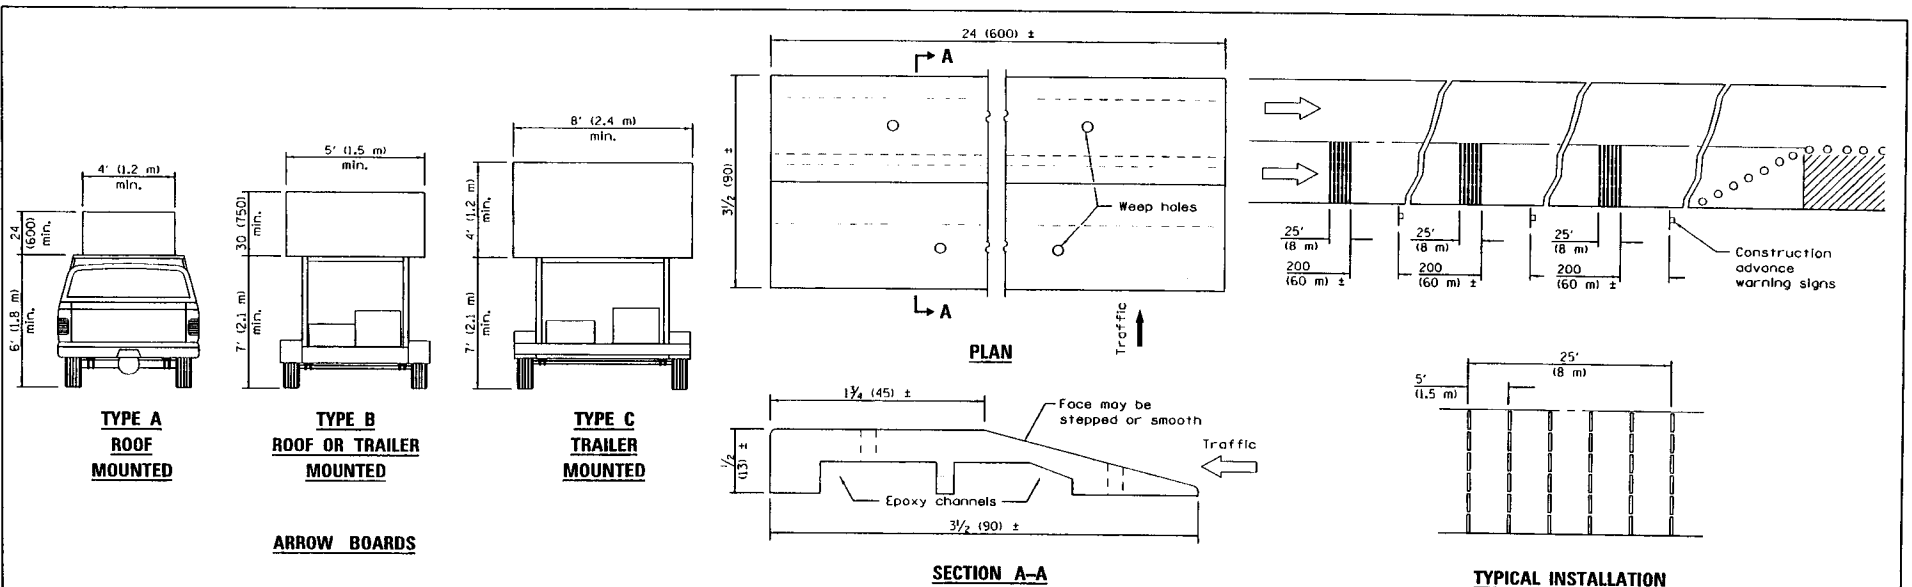 4' (1.2 m)
min.
24
(600)
min.
6' (1.8 m)
min.
TYPE A
ROOF
MOUNTED
5' (1.5 m)
min.
30 (750)
min.
7' (2.1 m)
min.
TYPE B
ROOF OR TRAILER
MOUNTED
8' (2.4 m)
min.
4' (1.2 m)
min.
7' (2.1 m)
min.
TYPE C
TRAILER
MOUNTED
ARROW BOARDS
24 (600) ±
A
3½ (90) ±
Weep holes
A
Traffic
PLAN
1¾ (45) ±
Face may be
stepped or smooth
Traffic
½
(13) ±
Epoxy channels
3½ (90) ±
SECTION A–A
25'
(8 m)
200
(60 m) ±
25'
(8 m)
200
(60 m) ±
25'
(8 m)
200
(60 m) ±
Construction
advance
warning signs
25'
(8 m)
5'
(1.5 m)
TYPICAL INSTALLATION